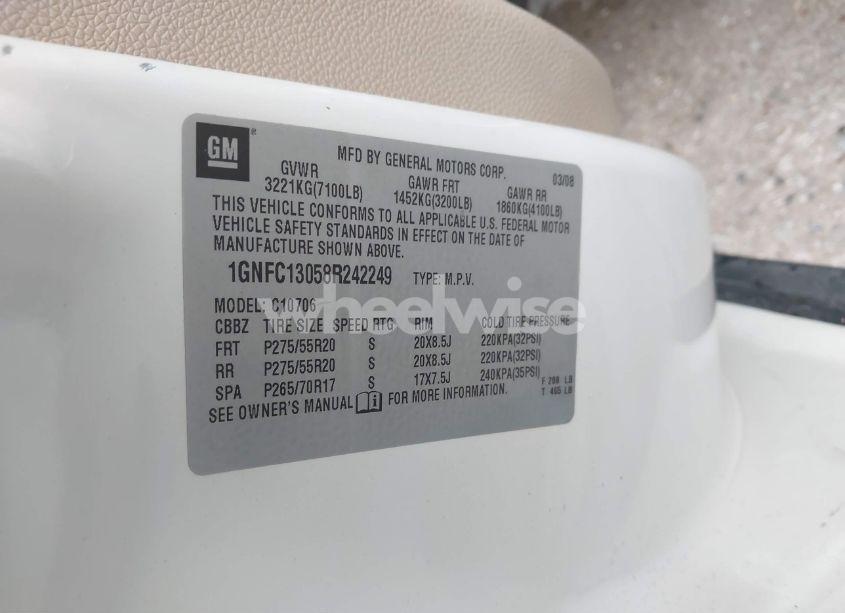 GM ®
MFD BY GENERAL MOTORS CORP. 03/08
GVWR GAWR FRT GAWR RR
3221KG(7100LB) 1452KG(3200LB) 1860KG(4100LB)
THIS VEHICLE CONFORMS TO ALL APPLICABLE U.S. FEDERAL MOTOR
VEHICLE SAFETY STANDARDS IN EFFECT ON THE DATE OF
MANUFACTURE SHOWN ABOVE.
1GNFC13058R242249 TYPE: M.P.V.
MODEL: C10706
wheelwise
CBBZ TIRE SIZE SPEED RTG RIM COLD TIRE PRESSURE
FRT P275/55R20 S 20X8.5J 220KPA(32PSI)
RR P275/55R20 S 20X8.5J 220KPA(32PSI)
SPA P265/70R17 S 17X7.5J 240KPA(35PSI)
F 208 LB
T 465 LB
SEE OWNER'S MANUAL i FOR MORE INFORMATION.